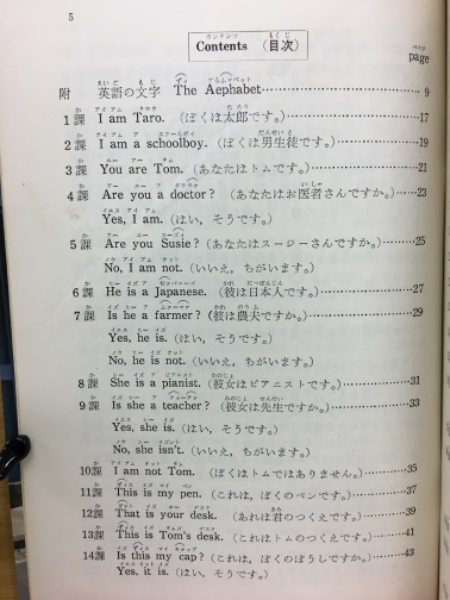 5
Contents （目次）
page
附 英語の文字 The Aephabet 9
1課 I am Taro.（ぼくは太郎です。） 17
2課 I am a schoolboy.（ぼくは男生徒です。） 19
3課 You are Tom.（あなたはトムです。） 21
4課 Are you a doctor?（あなたはお医者さんですか。） 23
Yes, I am.（はい，そうです。）
5課 Are you Susie?（あなたはスージーさんですか。） 25
No, I am not.（いいえ，ちがいます。）
6課 He is a Japanese.（彼は日本人です。） 27
7課 Is he a farmer?（彼は農夫ですか。） 29
Yes, he is.（はい，そうです。）
No, he is not.（いいえ，ちがいます。）
8課 She is a pianist.（彼女はピアニストです。） 31
9課 Is she a teacher?（彼女は先生ですか。） 33
Yes, she is.（はい，そうです。）
No, she isn't.（いいえ，ちがいます。）
10課 I am not Tom.（ぼくはトムではありません。） 35
11課 This is my pen.（これは，ぼくのペンです。） 37
12課 That is your desk.（あれは君のつくえです。） 39
13課 This is Tom's desk.（これはトムのつくえです。） 41
14課 Is this my cap?（これは，ぼくのぼうしですか。） 43
Yes, it is.（はい，そうです。）